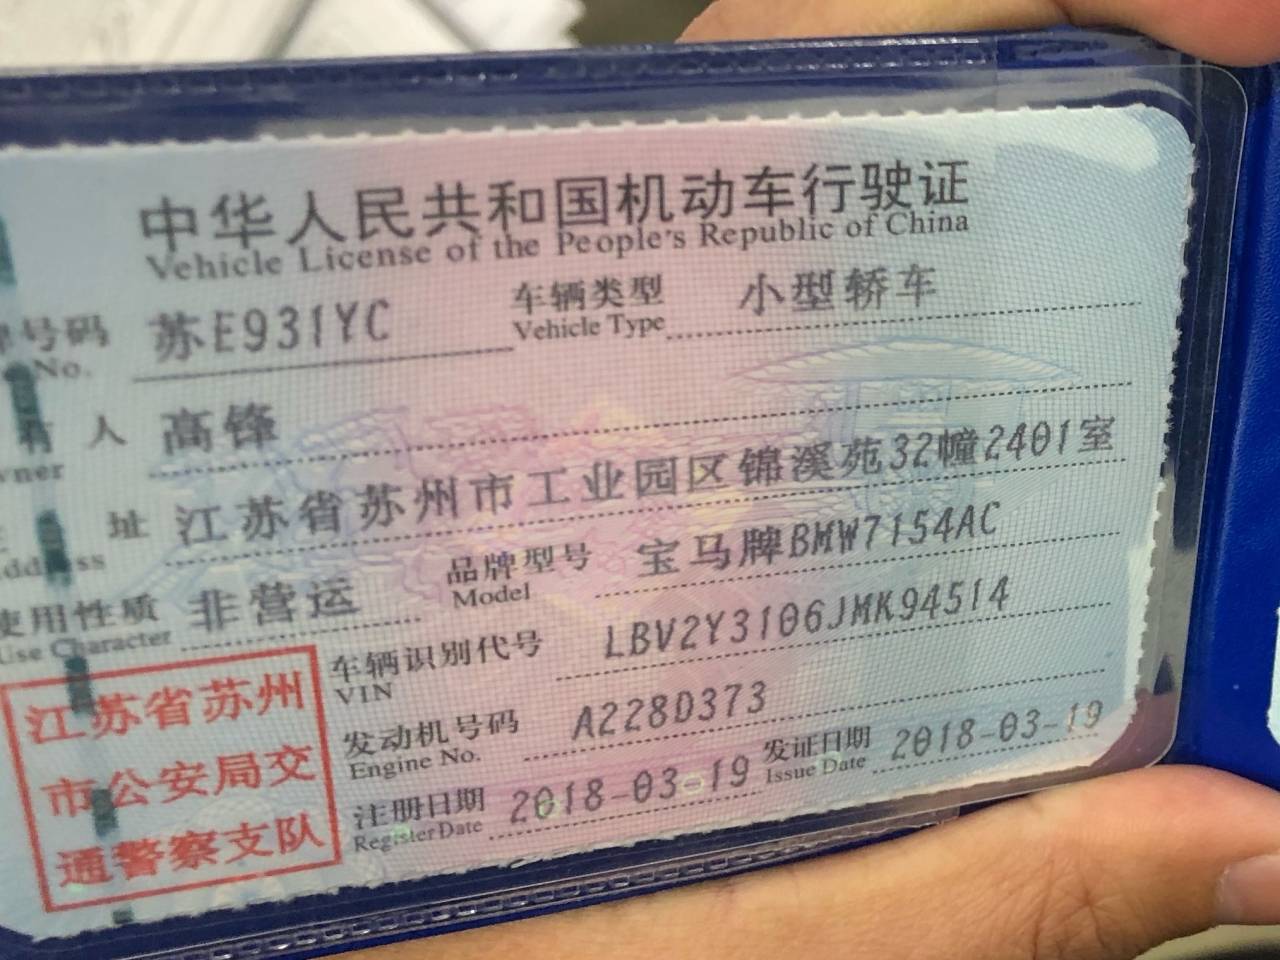 中华人民共和国机动车行驶证
Vehicle License of the People's Republic of China
号码 苏E931YC 车辆类型 小型轿车
No. Vehicle Type
人 高锋
wner
址 江苏省苏州市工业园区锦溪苑32幢2401室
使用性质 非营运 品牌型号 宝马牌BMW7154AC
Use Character Model
车辆识别代号 LBV2Y3106JMK94514
VIN
发动机号码 A228D373
Engine No.
注册日期 2018-03-19 发证日期 2018-03-19
Register Date Issue Date
江苏省苏州
市公安局交
通警察支队